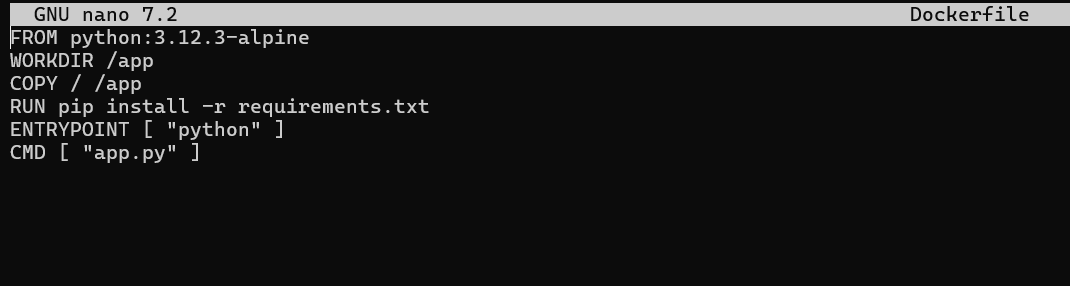 GNU nano 7.2 Dockerfile
FROM python:3.12.3-alpine
WORKDIR /app
COPY / /app
RUN pip install -r requirements.txt
ENTRYPOINT [ "python" ]
CMD [ "app.py" ]